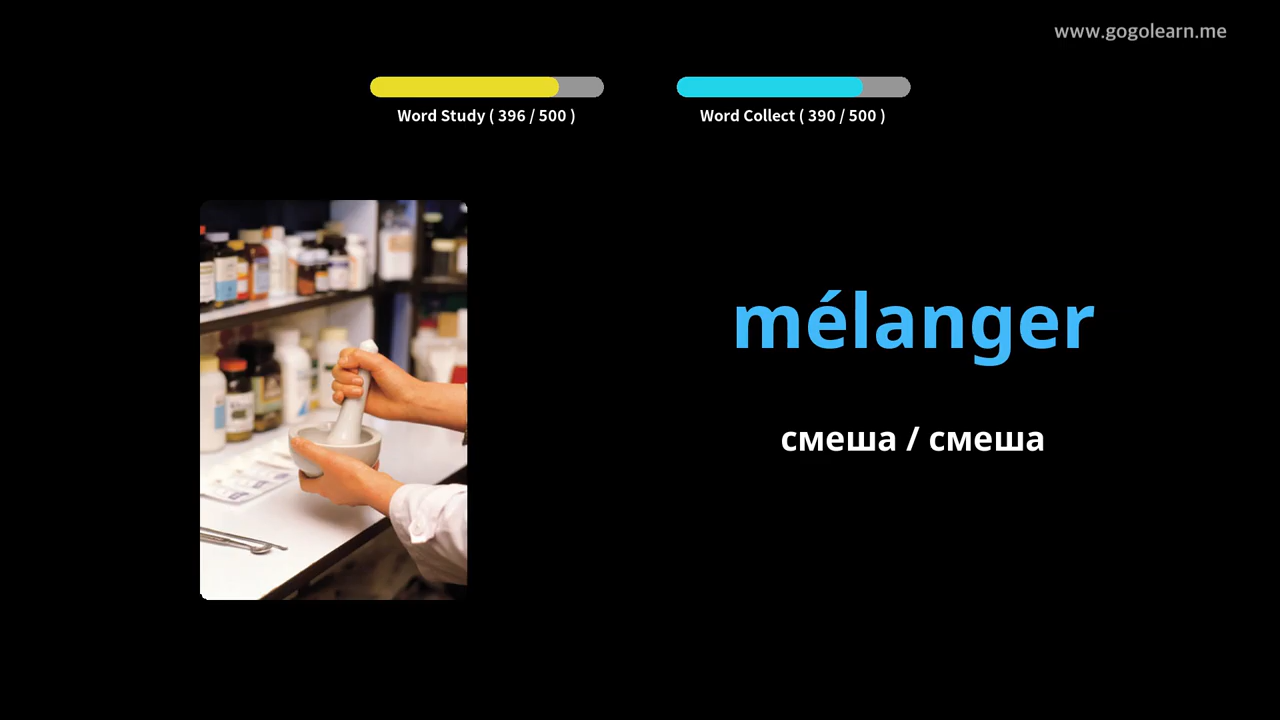 www.gogolearn.me
Word Study ( 396 / 500 )
Word Collect ( 390 / 500 )
mélanger
смеша / смеша